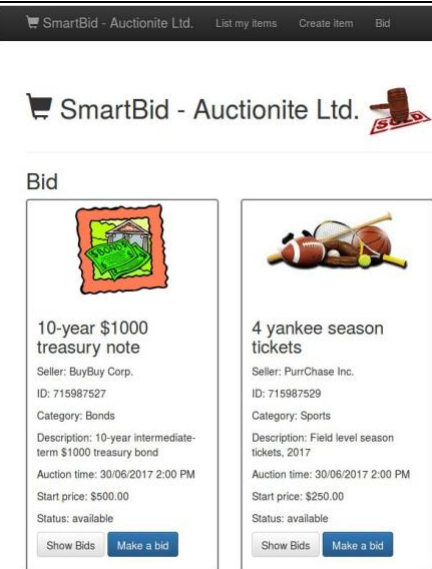 SmartBid - Auctionite Ltd. List my items Create item Bid
SmartBid - Auctionite Ltd.
SOLD
Bid
10-year $1000
treasury note
Seller: BuyBuy Corp.
ID: 715987527
Category: Bonds
Description: 10-year intermediate-
term $1000 treasury bond
Auction time: 30/06/2017 2:00 PM
Start price: $500.00
Status: available
Show Bids Make a bid
4 yankee season
tickets
Seller: PurrChase Inc.
ID: 715987529
Category: Sports
Description: Field level season
tickets, 2017
Auction time: 30/06/2017 2:00 PM
Start price: $250.00
Status: available
Show Bids Make a bid